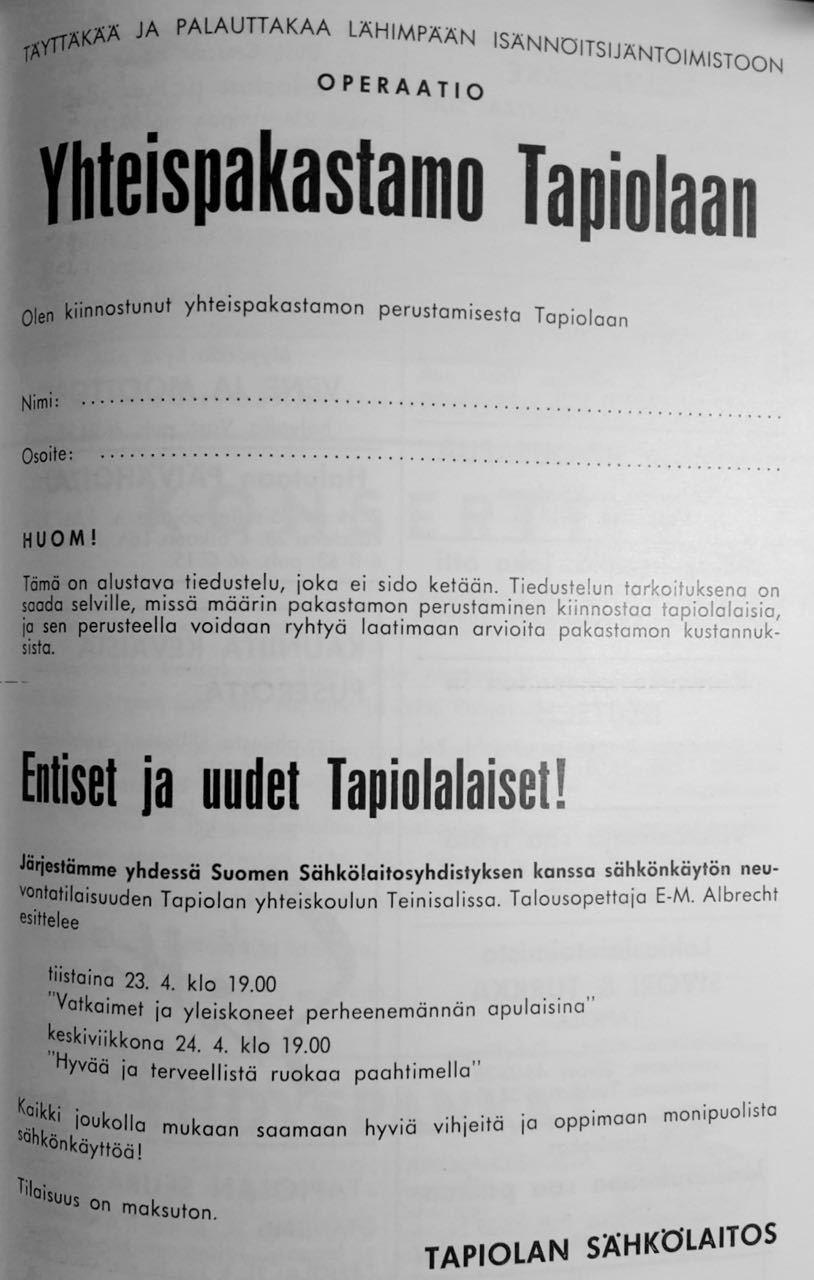 TÄYTTÄKÄÄ JA PALAUTTAKAA LÄHIMPÄÄN ISÄNNÖITSIJÄNTOIMISTOON
OPERAATIO
Yhteispakastamo Tapiolaan
Olen kiinnostunut yhteispakastamon perustamisesta Tapiolaan
Nimi: ................................................................
Osoite: ..............................................................
HUOM!
Tämä on alustava tiedustelu, joka ei sido ketään. Tiedustelun tarkoituksena on
saada selville, missä määrin pakastamon perustaminen kiinnostaa tapiolalaisia,
ja sen perusteella voidaan ryhtyä laatimaan arvioita pakastamon kustannuk-
sista.
Entiset ja uudet Tapiolalaiset!
Järjestämme yhdessä Suomen Sähkölaitosyhdistyksen kanssa sähkönkäytön neu-
vontatilaisuuden Tapiolan yhteiskoulun Teinisalissa. Talousopettaja E-M. Albrecht
esittelee
tiistaina 23. 4. klo 19.00
"Vatkaimet ja yleiskoneet perheenemännän apulaisina"
keskiviikkona 24. 4. klo 19.00
"Hyvää ja terveellistä ruokaa paahtimella"
Kaikki joukolla mukaan saamaan hyviä vihjeitä ja oppimaan monipuolista
sähkönkäyttöä!
Tilaisuus on maksuton.
TAPIOLAN SÄHKÖLAITOS